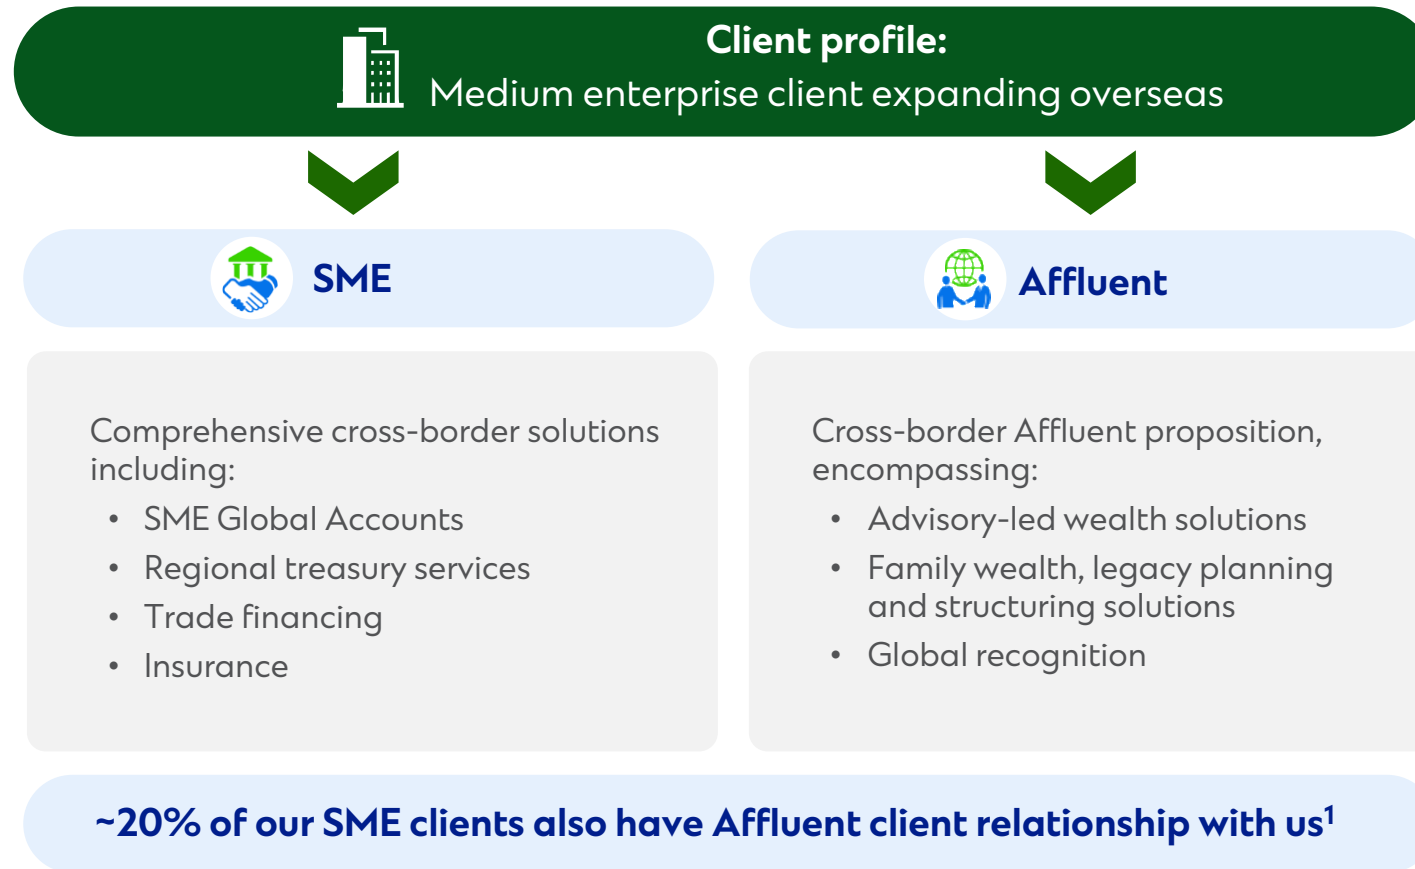 Client profile:
Medium enterprise client expanding overseas
SME
Affluent
Comprehensive cross-border solutions
including:
• SME Global Accounts
• Regional treasury services
• Trade financing
• Insurance
Cross-border Affluent proposition,
encompassing:
• Advisory-led wealth solutions
• Family wealth, legacy planning
and structuring solutions
• Global recognition
~20% of our SME clients also have Affluent client relationship with us¹